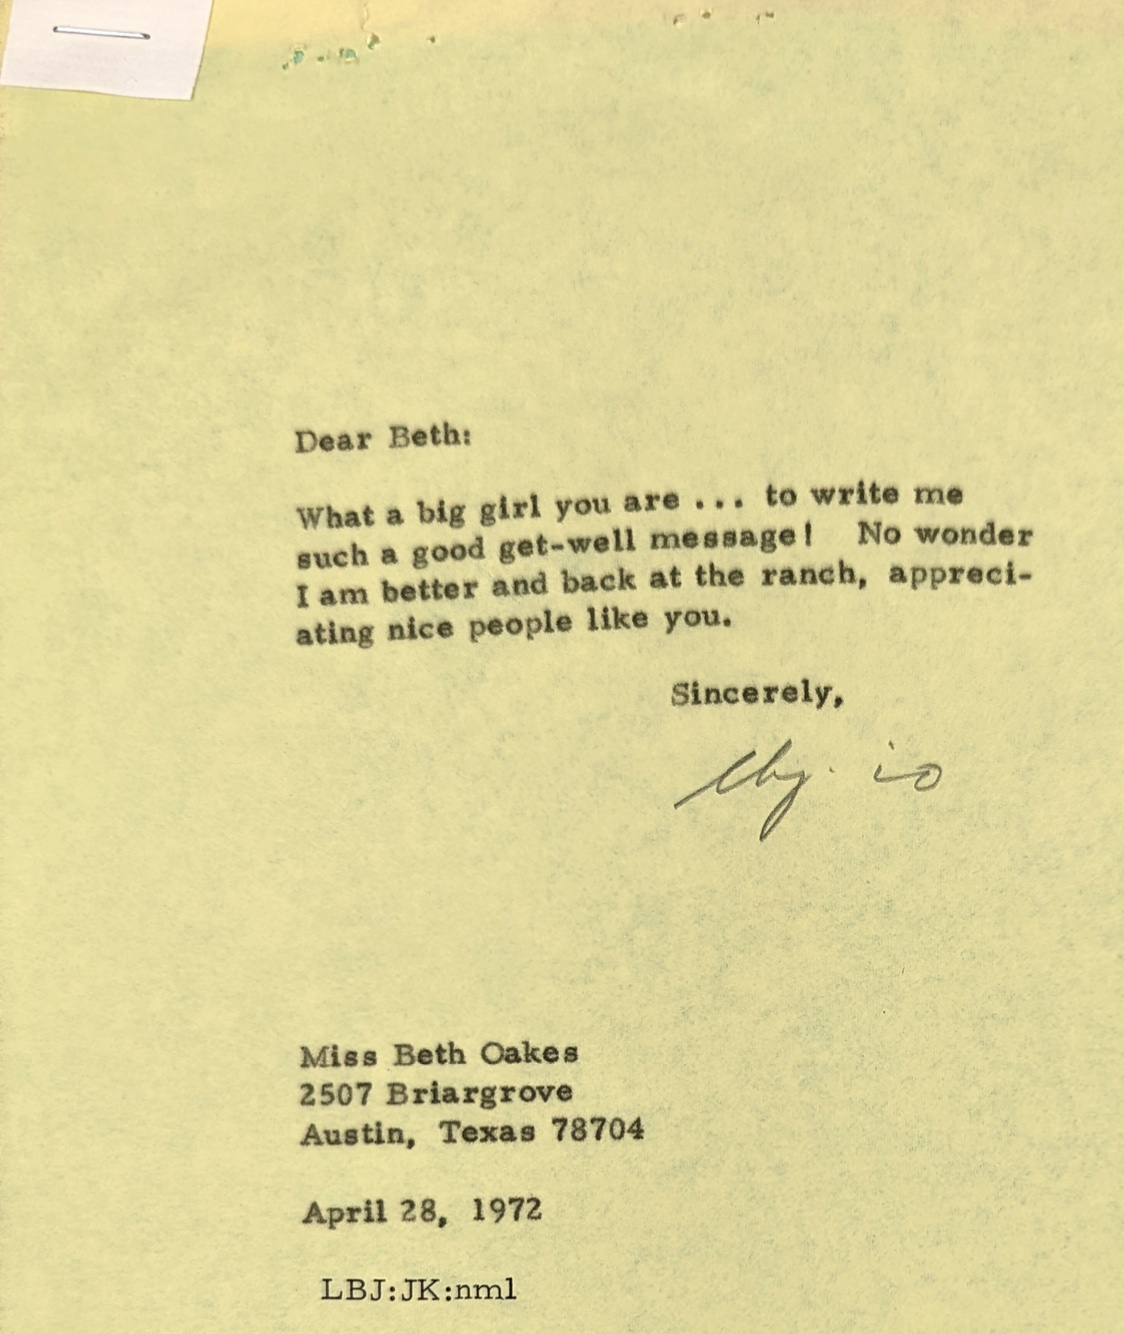 Dear Beth:
What a big girl you are ... to write me
such a good get-well message! No wonder
I am better and back at the ranch, appreci-
ating nice people like you.
Sincerely,
Miss Beth Oakes
2507 Briargrove
Austin, Texas 78704
April 28, 1972
LBJ:JK:nml